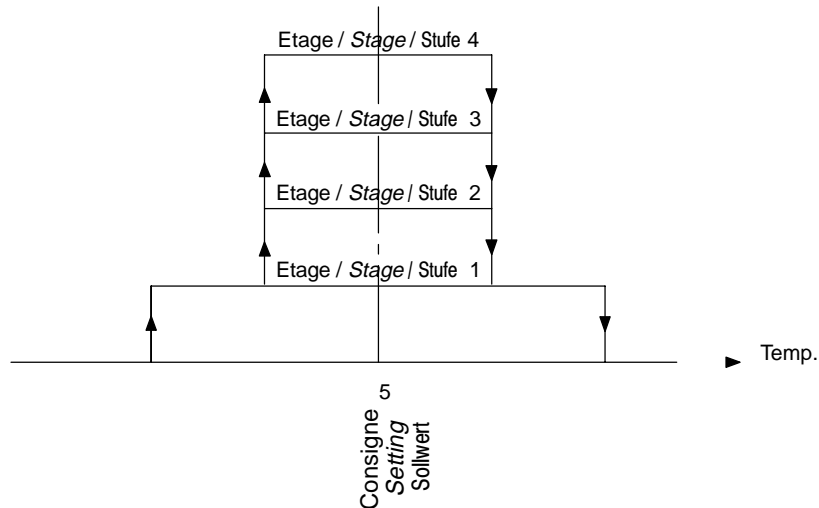 Etage / Stage / Stufe 4
Etage / Stage / Stufe 3
Etage / Stage / Stufe 2
Etage / Stage / Stufe 1
Temp.
5
Consigne
Setting
Sollwert